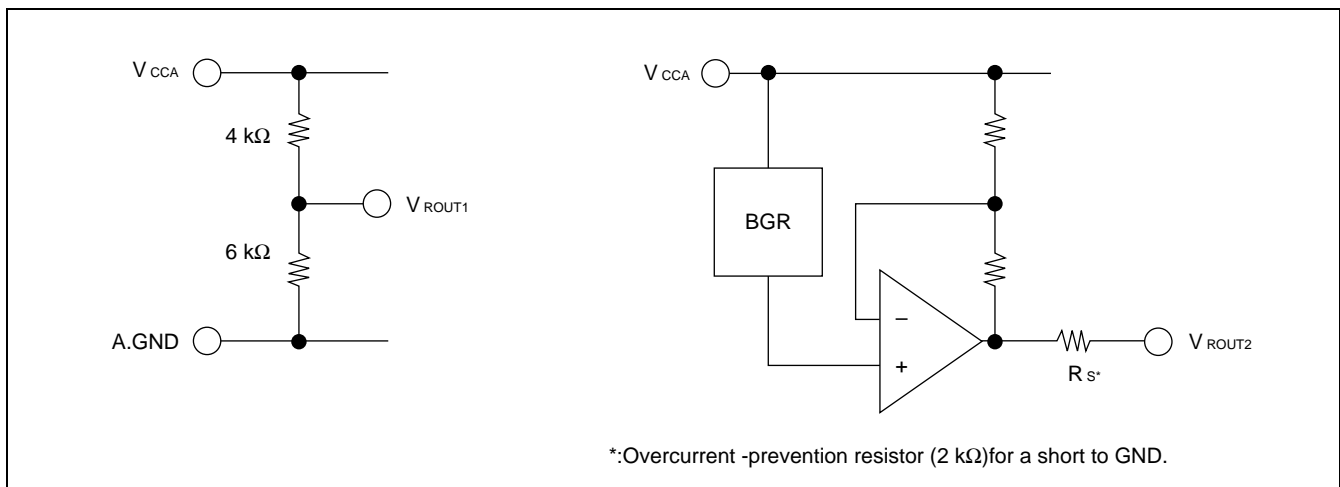 V CCA
4 kΩ
V ROUT1
6 kΩ
A.GND
V CCA
BGR
−
+
V ROUT2
R S*
*:Overcurrent -prevention resistor (2 kΩ)for a short to GND.